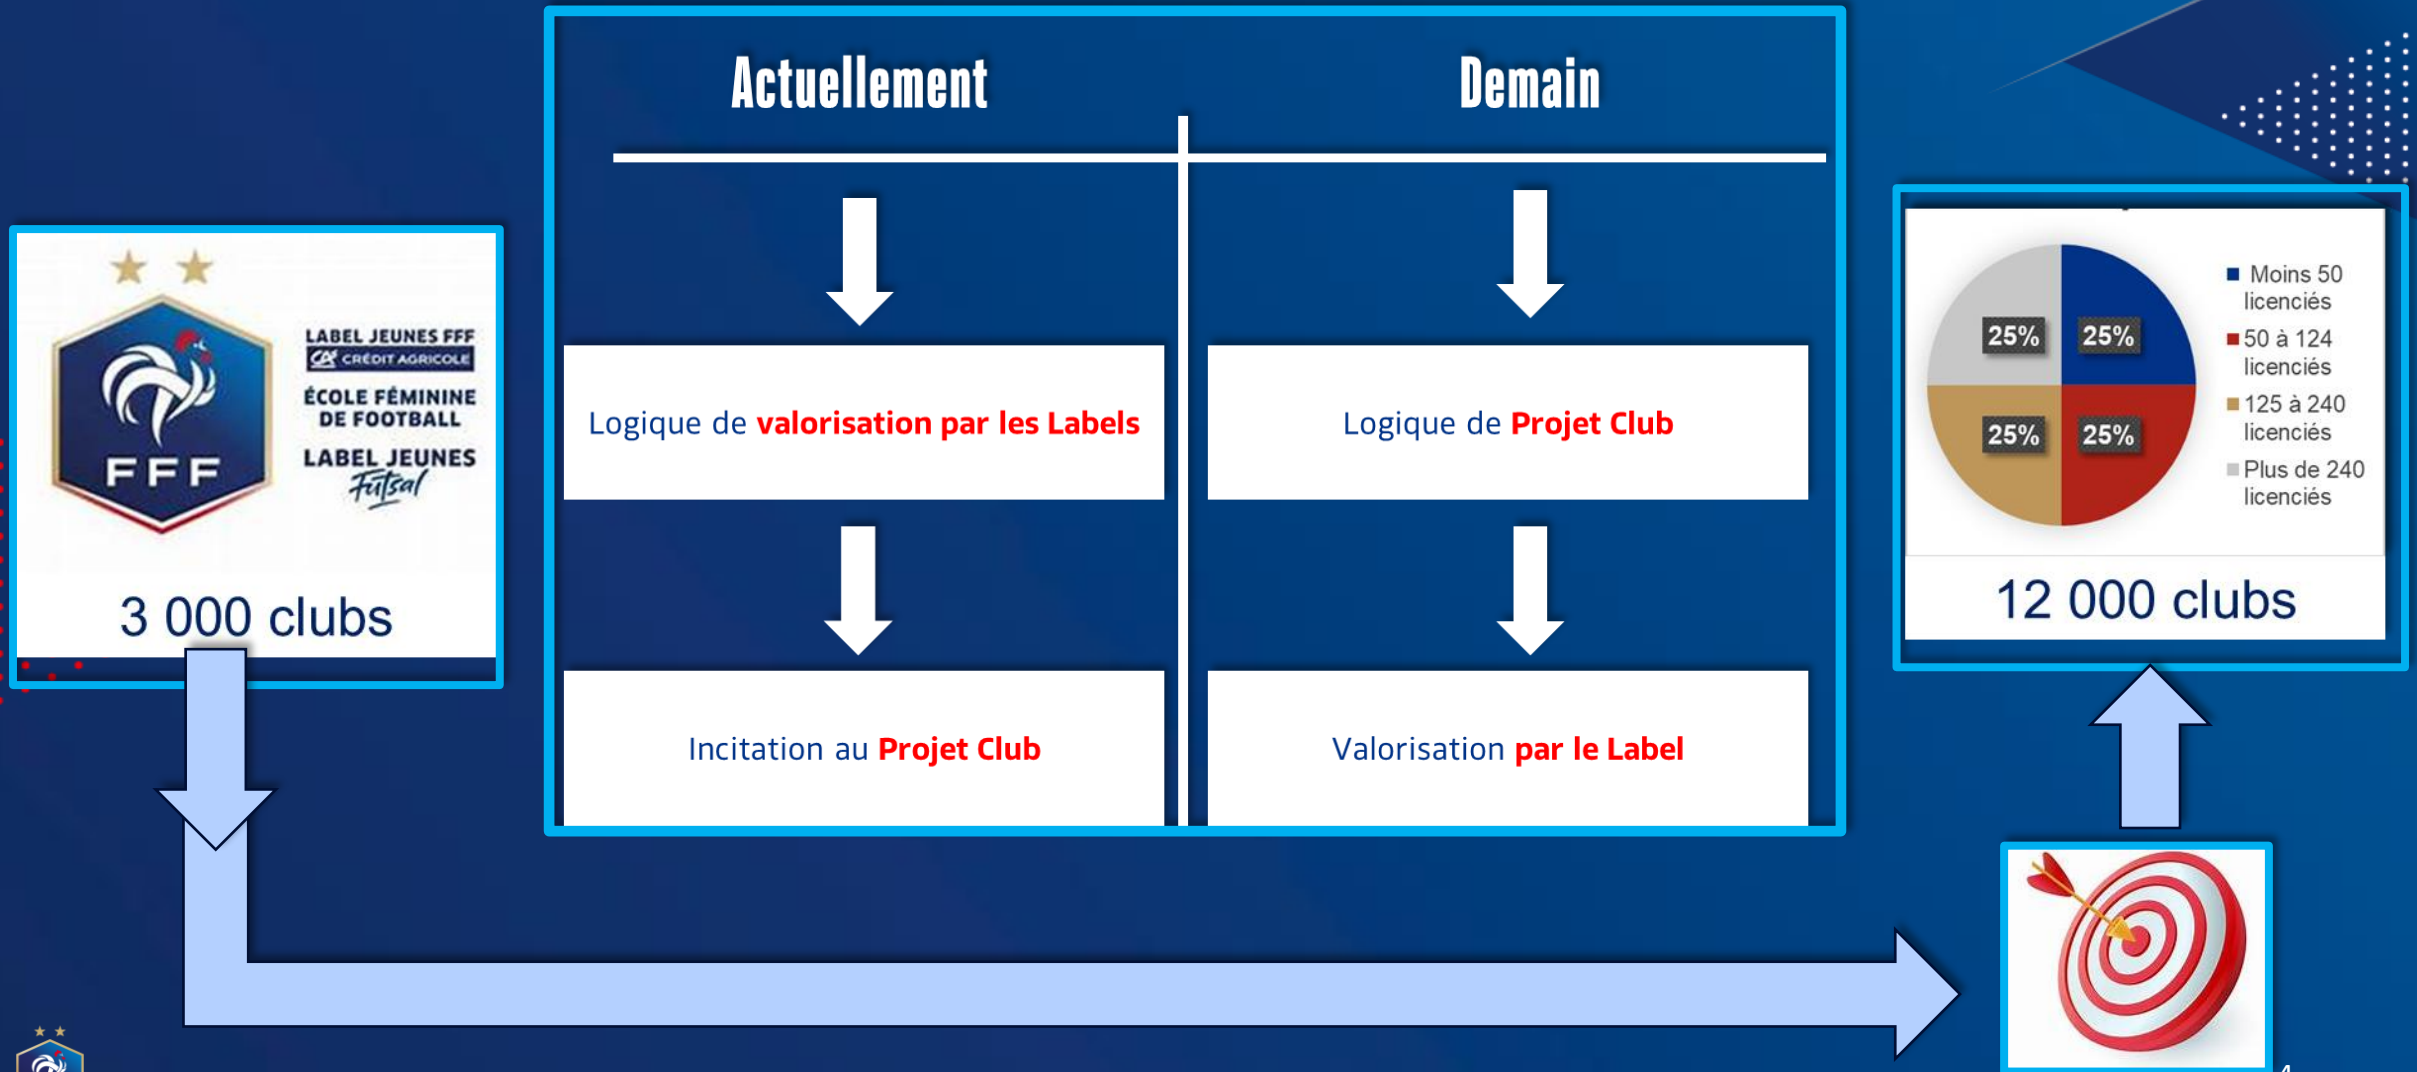 Actuellement
Demain
LABEL JEUNES FFF
CA CRÉDIT AGRICOLE
ÉCOLE FÉMININE
DE FOOTBALL
LABEL JEUNES
Futsal
FFF
3 000 clubs
Logique de valorisation par les Labels
Incitation au Projet Club
Logique de Projet Club
Valorisation par le Label
25%
25%
25%
25%
Moins 50
licenciés
50 à 124
licenciés
125 à 240
licenciés
Plus de 240
licenciés
12 000 clubs